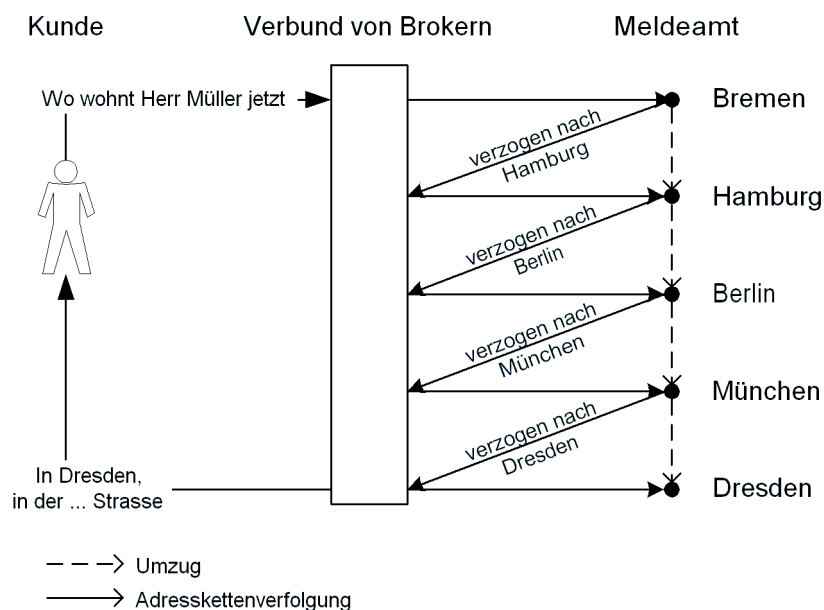 Kunde
Verbund von Brokern
Meldeamt
Wo wohnt Herr Müller jetzt
Bremen
verzogen nach
Hamburg
Hamburg
verzogen nach
Berlin
Berlin
verzogen nach
München
München
verzogen nach
Dresden
In Dresden,
in der ... Strasse
Dresden
Umzug
Adresskettenverfolgung